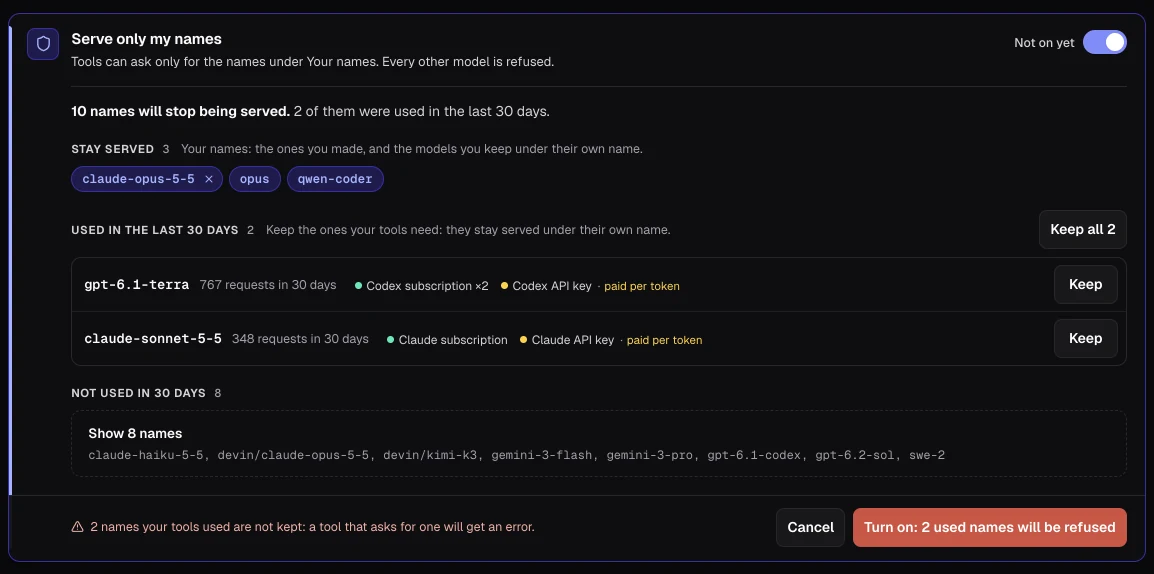 Serve only my names
Not on yet
Tools can ask only for the names under Your names. Every other model is refused.
10 names will stop being served. 2 of them were used in the last 30 days.
STAY SERVED 3 Your names: the ones you made, and the models you keep under their own name.
claude-opus-5-5 × opus qwen-coder
USED IN THE LAST 30 DAYS 2 Keep the ones your tools need: they stay served under their own name.
Keep all 2
gpt-6.1-terra 767 requests in 30 days Codex subscription ×2 Codex API key · paid per token
Keep
claude-sonnet-5-5 348 requests in 30 days Claude subscription Claude API key · paid per token
Keep
NOT USED IN 30 DAYS 8
Show 8 names
claude-haiku-5-5, devin/claude-opus-5-5, devin/kimi-k3, gemini-3-flash, gemini-3-pro, gpt-6.1-codex, gpt-6.2-sol, swe-2
2 names your tools used are not kept: a tool that asks for one will get an error.
Cancel
Turn on: 2 used names will be refused